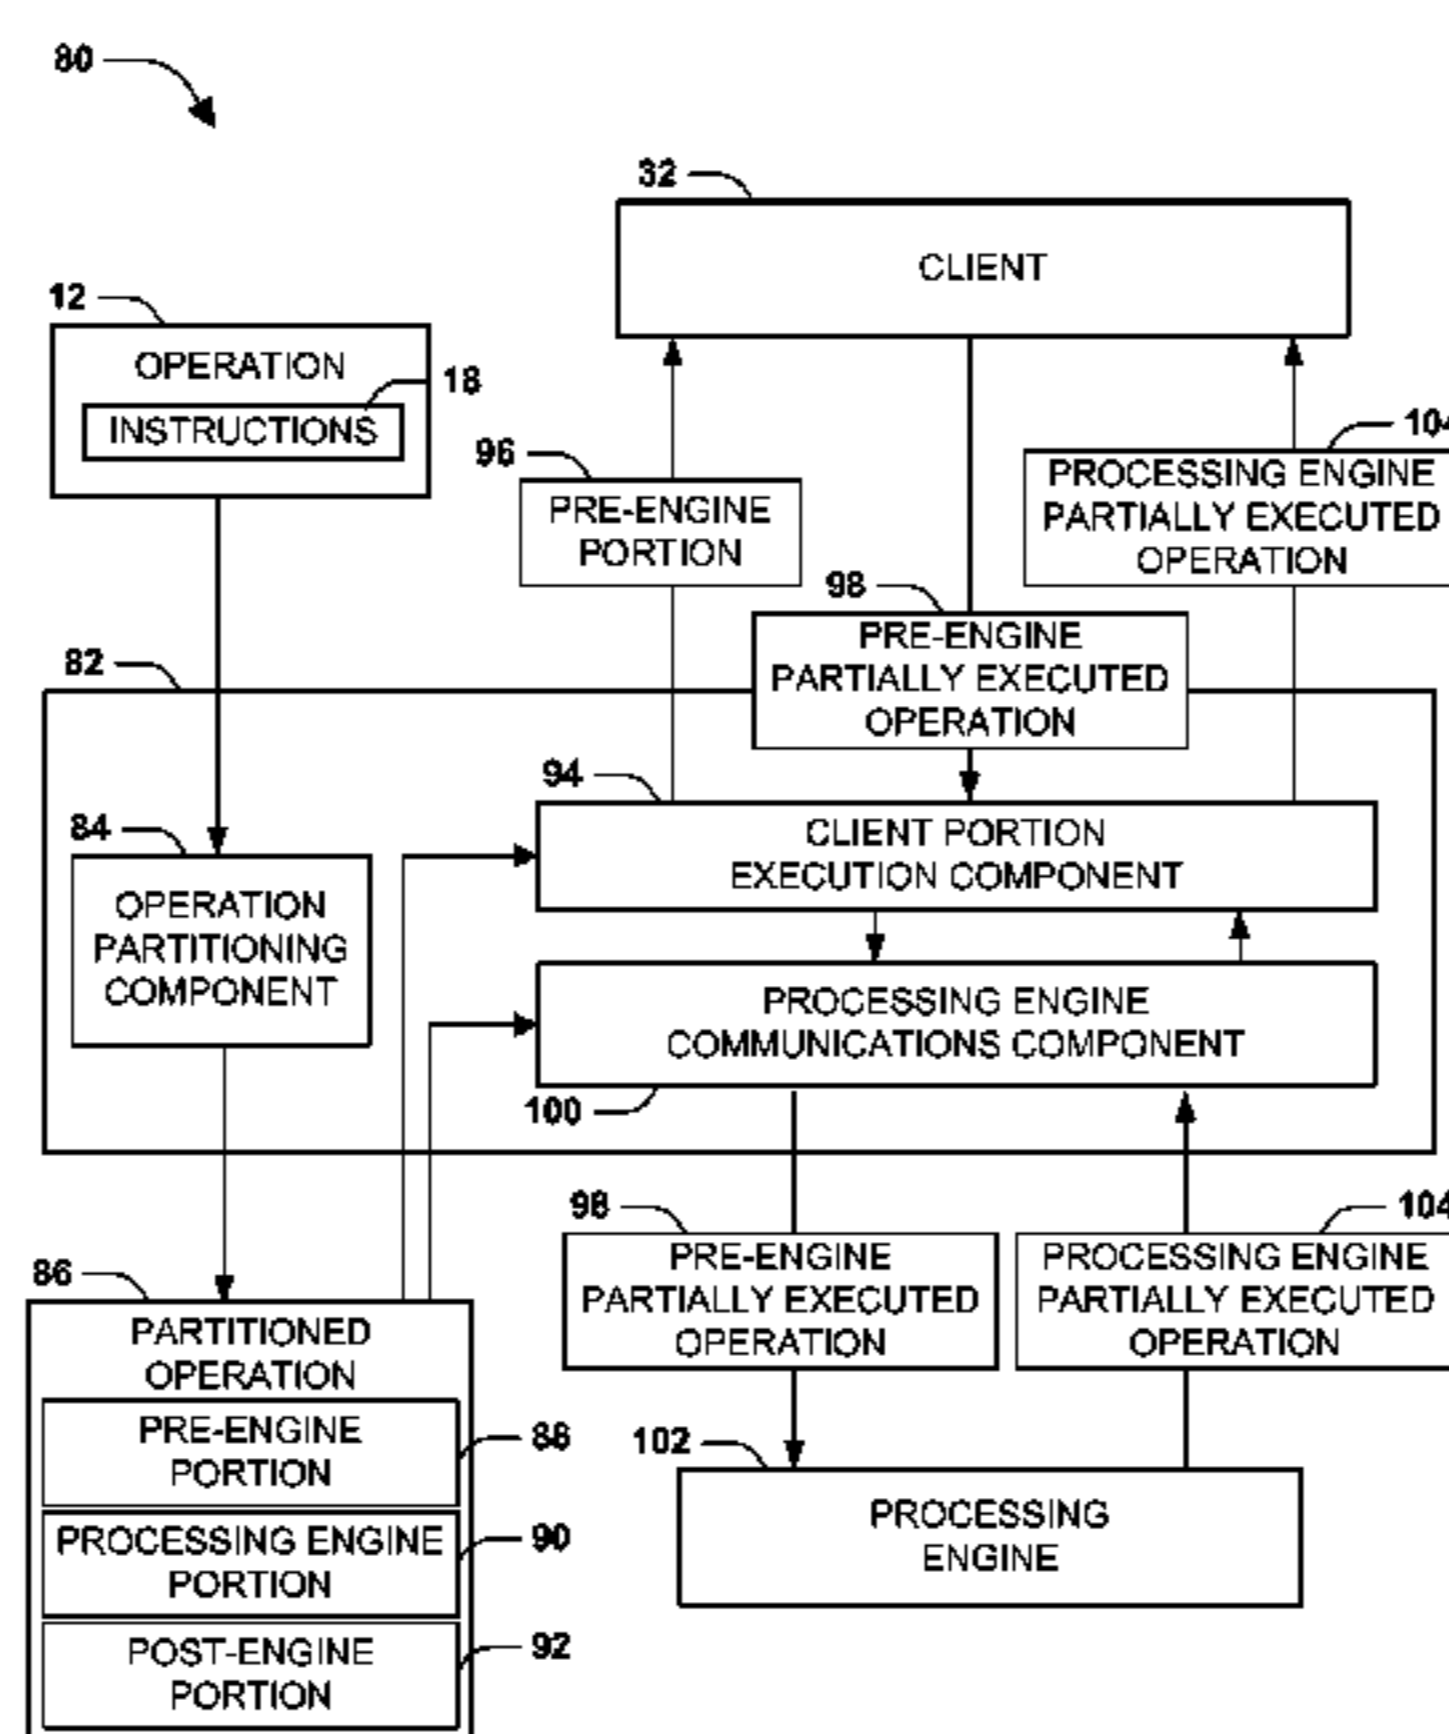 80
32
CLIENT
12
OPERATION
18
INSTRUCTIONS
96
PRE-ENGINE
PORTION
104
PROCESSING ENGINE
PARTIALLY EXECUTED
OPERATION
98
PRE-ENGINE
PARTIALLY EXECUTED
OPERATION
82
94
CLIENT PORTION
EXECUTION COMPONENT
84
OPERATION
PARTITIONING
COMPONENT
PROCESSING ENGINE
COMMUNICATIONS COMPONENT
100
98
PRE-ENGINE
PARTIALLY EXECUTED
OPERATION
104
PROCESSING ENGINE
PARTIALLY EXECUTED
OPERATION
86
PARTITIONED
OPERATION
PRE-ENGINE
PORTION
88
PROCESSING ENGINE
PORTION
90
POST-ENGINE
PORTION
92
102
PROCESSING
ENGINE